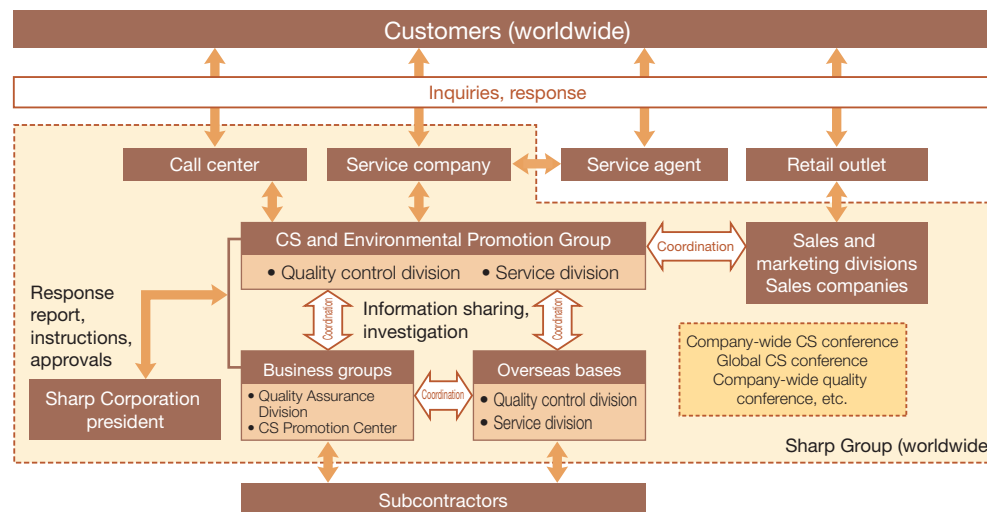 Customers (worldwide)
Inquiries, response
Call center
Service company
Service agent
Retail outlet
CS and Environmental Promotion Group
• Quality control division • Service division
Coordination
Sales and
marketing divisions
Sales companies
Response
report,
instructions,
approvals
Coordination
Information sharing,
investigation
Coordination
Company-wide CS conference
Global CS conference
Company-wide quality
conference, etc.
Sharp Corporation
president
Business groups
• Quality Assurance
Division
• CS Promotion Center
Coordination
Overseas bases
• Quality control division
• Service division
Sharp Group (worldwide
Subcontractors